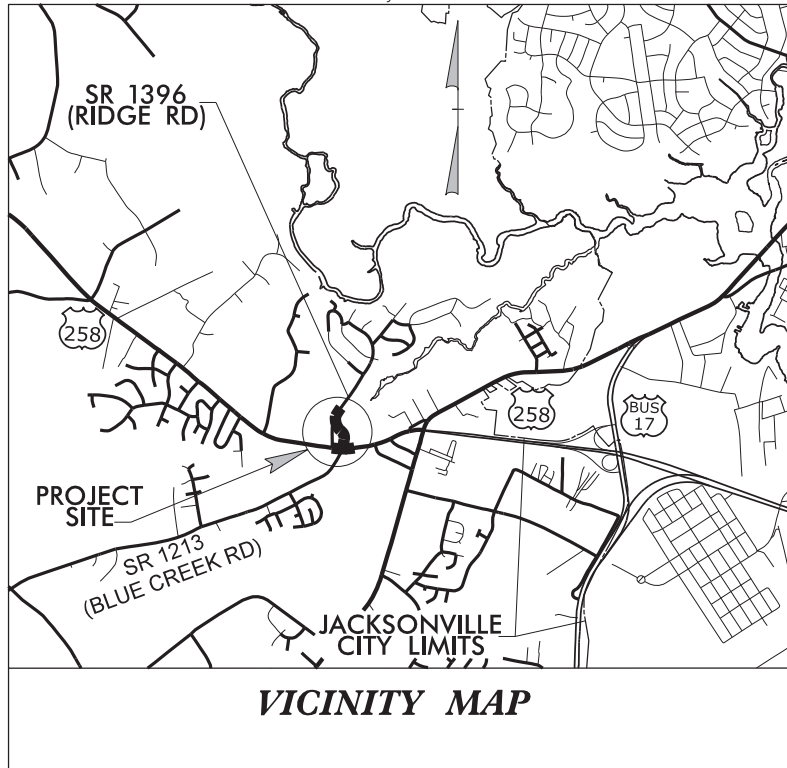 SR 1396
(RIDGE RD)
258
258
BUS
17
PROJECT
SITE
SR 1213
(BLUE CREEK RD)
JACKSONVILLE
CITY LIMITS
VICINITY MAP